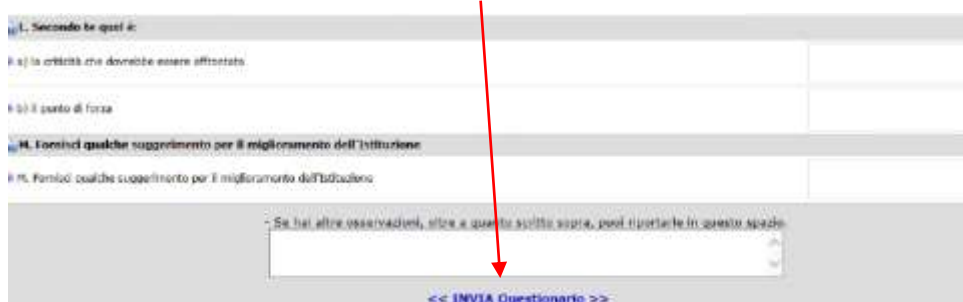 L. Secondo te qual è:
a) la criticità che dovrebbe essere affrontata
b) il punto di forza
M. Fornisci qualche suggerimento per il miglioramento dell'Istituzione
M. Fornisci qualche suggerimento per il miglioramento dell'Istituzione
- Se hai altre osservazioni, oltre a quanto scritto sopra, puoi riportarle in questo spazio.
<< INVIA Questionario >>